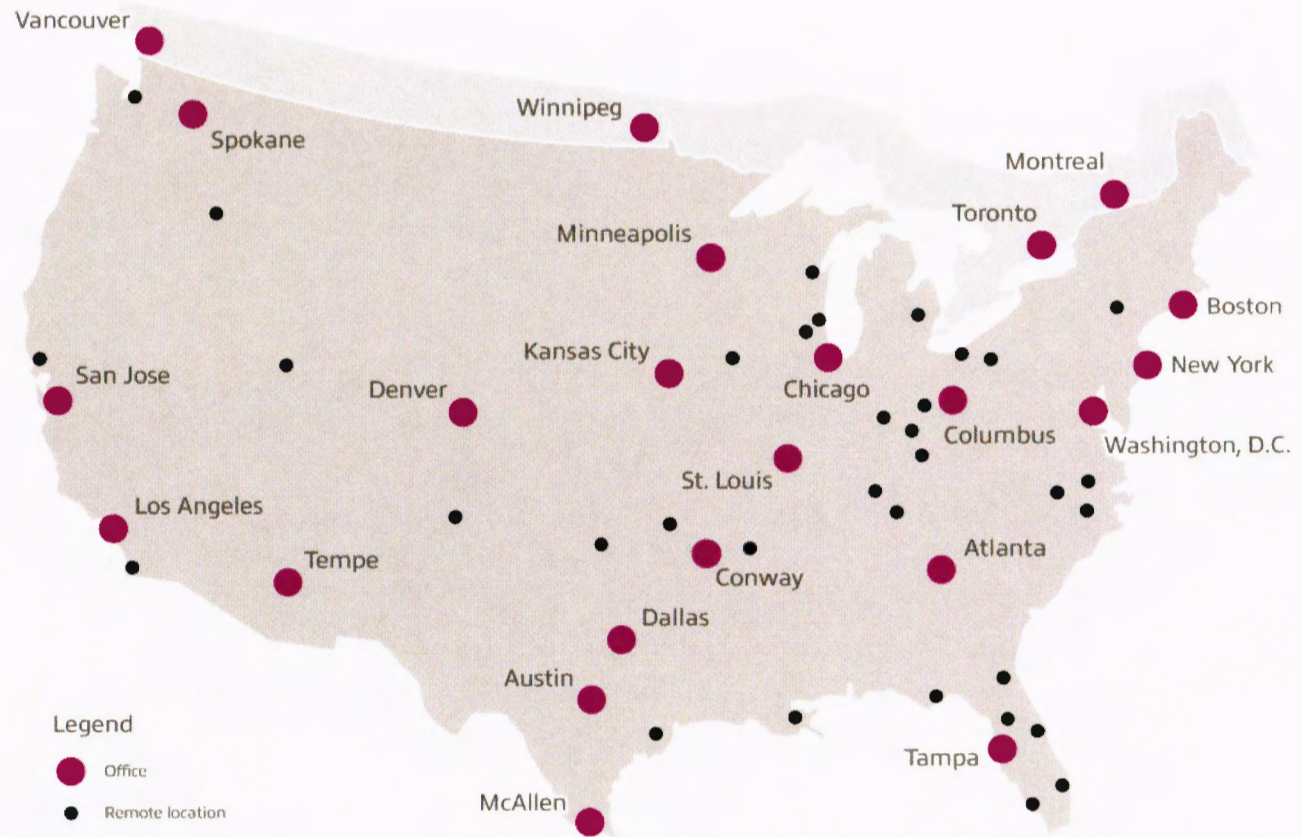 Vancouver
Spokane
Winnipeg
Montreal
Toronto
Minneapolis
Boston
Kansas City
San Jose
New York
Denver
Chicago
Columbus
Washington, D.C.
St. Louis
Los Angeles
Tempe
Atlanta
Conway
Dallas
Austin
Legend
Tampa
Office
McAllen
Remote location